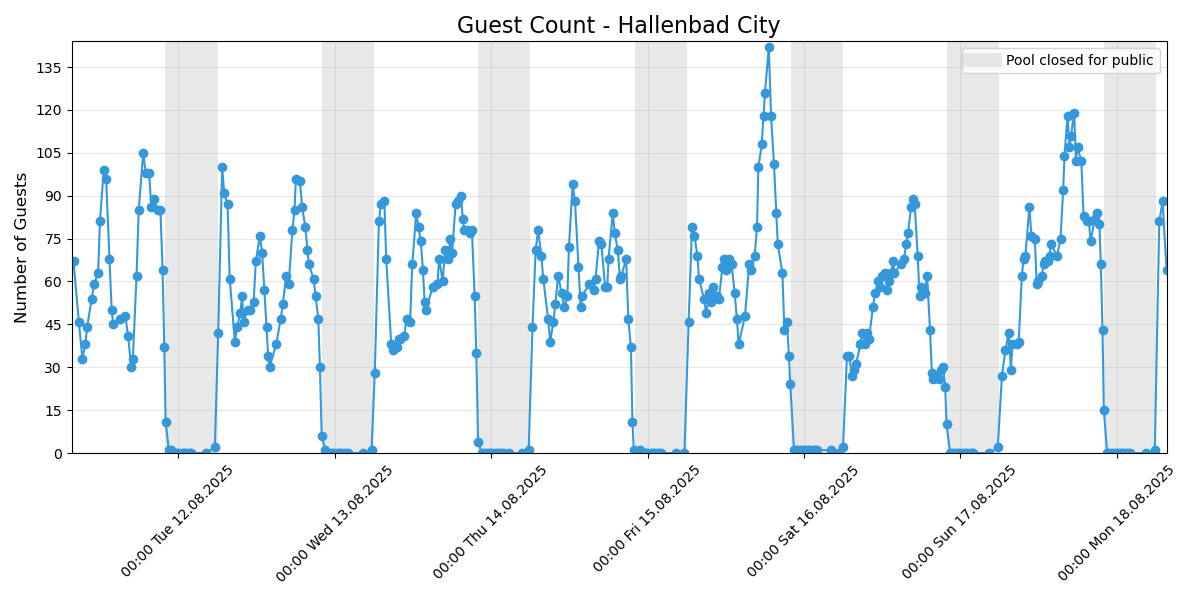 Guest Count - Hallenbad City
Pool closed for public
Number of Guests
135
120
105
90
75
60
45
30
15
0
00:00 Tue 12.08.2025
00:00 Wed 13.08.2025
00:00 Thu 14.08.2025
00:00 Fri 15.08.2025
00:00 Sat 16.08.2025
00:00 Sun 17.08.2025
00:00 Mon 18.08.2025